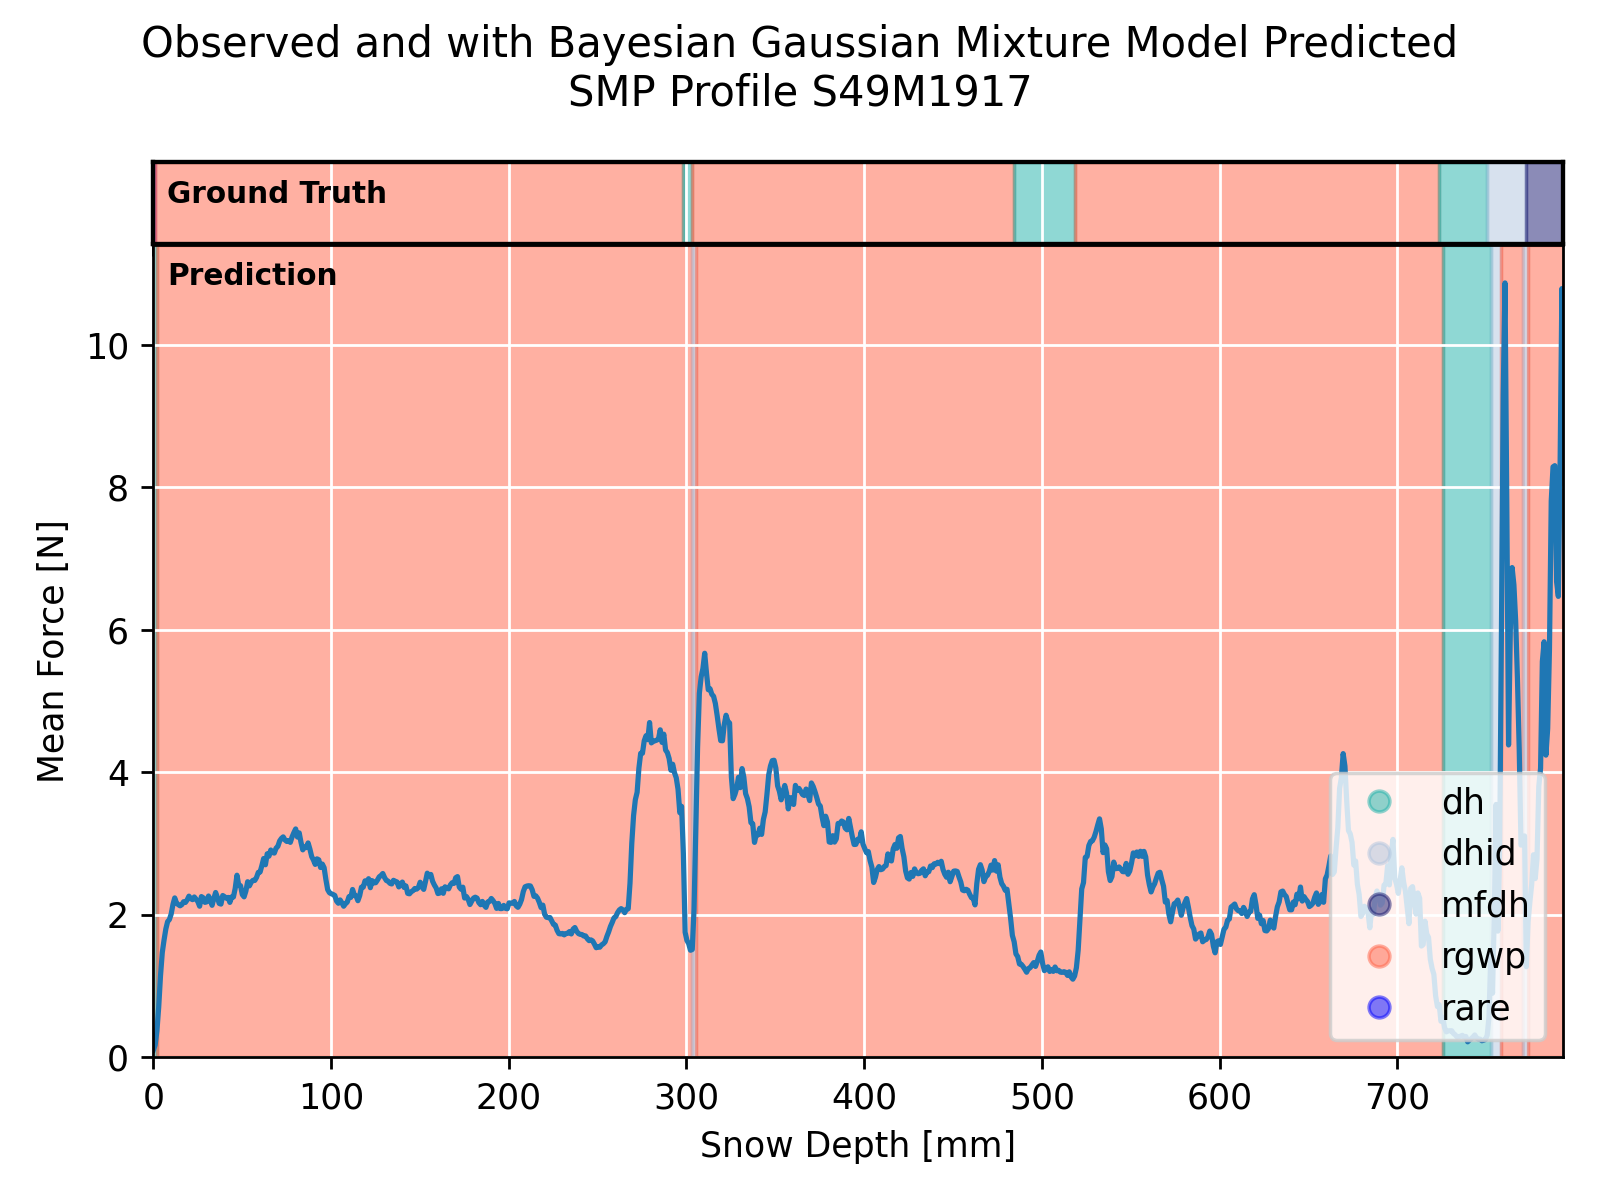 Observed and with Bayesian Gaussian Mixture Model Predicted
SMP Profile S49M1917
Ground Truth
Prediction
10
8
6
4
2
0
Mean Force [N]
dh
dhid
mfdh
rgwp
rare
0 100 200 300 400 500 600 700
Snow Depth [mm]